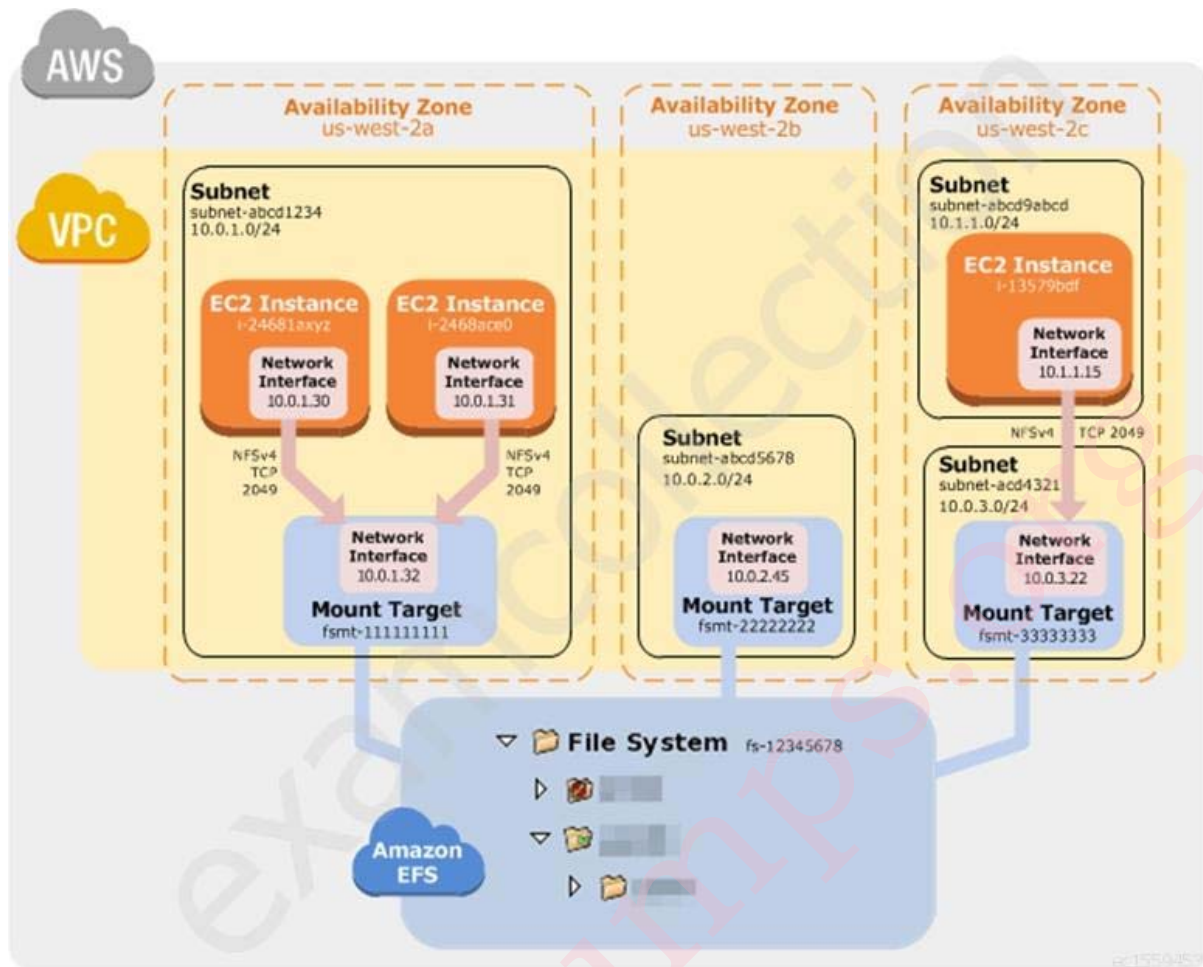 AWS
Availability Zone
us-west-2a
Availability Zone
us-west-2b
Availability Zone
us-west-2c
VPC
Subnet
subnet-abcd1234
10.0.1.0/24
EC2 Instance
i-24681axyz
Network
Interface
10.0.1.30
EC2 Instance
i-2468ace0
Network
Interface
10.0.1.31
NFSv4
TCP
2049
NFSv4
TCP
2049
Network
Interface
10.0.1.32
Mount Target
fsmt-111111111
Subnet
subnet-abcd5678
10.0.2.0/24
Network
Interface
10.0.2.45
Mount Target
fsmt-22222222
Subnet
subnet-abcd9abcd
10.1.1.0/24
EC2 Instance
i-13579bdf
Network
Interface
10.1.1.15
NFSv4 TCP 2049
Subnet
subnet-acd4321
10.0.3.0/24
Network
Interface
10.0.3.22
Mount Target
fsmt-33333333
File System fs-12345678
Amazon
EFS
examcollection